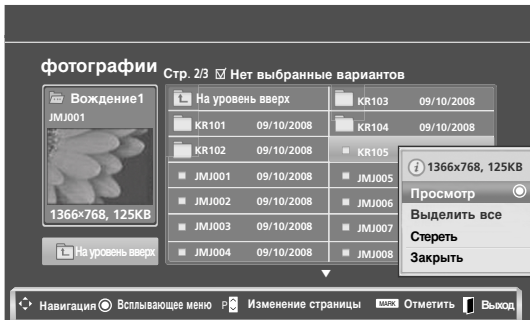 фотографии
Стр. 2/3 ☑ Нет выбранные вариантов
Вождение1
JMJ001
1366×768, 125KB
На уровень вверх
На уровень вверх
KR101 09/10/2008
KR102 09/10/2008
JMJ001 09/10/2008
JMJ002 09/10/2008
JMJ003 09/10/2008
JMJ004 09/10/2008
KR103 09/10/2008
KR104 09/10/2008
KR105
JMJ005
JMJ006
JMJ007
JMJ008
1366x768, 125KB
Просмотр
Выделить все
Стереть
Закрыть
Навигация Всплывающее меню P Изменение страницы MARK Отметить Выход